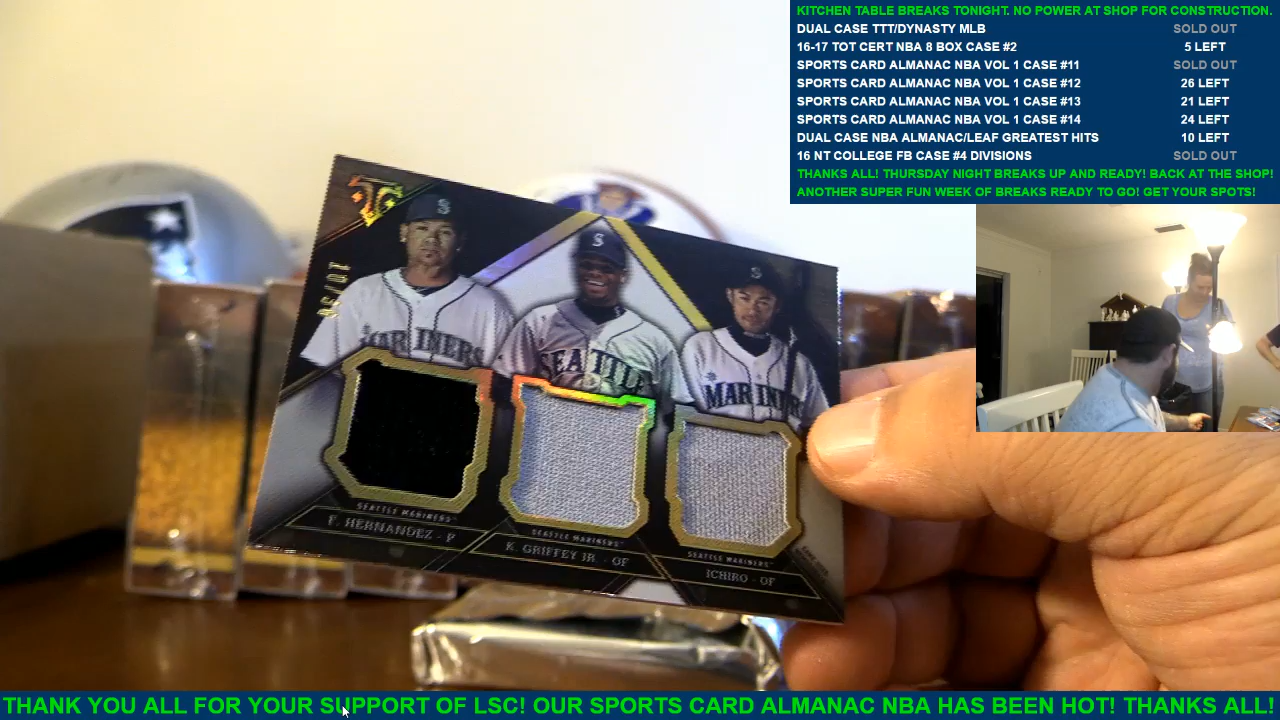 KITCHEN TABLE BREAKS TONIGHT. NO POWER AT SHOP FOR CONSTRUCTION.
DUAL CASE TTT/DYNASTY MLB SOLD OUT
16-17 TOT CERT NBA 8 BOX CASE #2 5 LEFT
SPORTS CARD ALMANAC NBA VOL 1 CASE #11 SOLD OUT
SPORTS CARD ALMANAC NBA VOL 1 CASE #12 26 LEFT
SPORTS CARD ALMANAC NBA VOL 1 CASE #13 21 LEFT
SPORTS CARD ALMANAC NBA VOL 1 CASE #14 24 LEFT
DUAL CASE NBA ALMANAC/LEAF GREATEST HITS 10 LEFT
16 NT COLLEGE FB CASE #4 DIVISIONS SOLD OUT
THANKS ALL! THURSDAY NIGHT BREAKS UP AND READY! BACK AT THE SHOP!
ANOTHER SUPER FUN WEEK OF BREAKS READY TO GO! GET YOUR SPOTS!
S
S
S
MARINERS
SEATTLE
MARINERS
SEATTLE MARINERS
F. HERNANDEZ - P
SEATTLE MARINERS
K. GRIFFEY JR. - OF
SEATTLE MARINERS
ICHIRO - OF
THANK YOU ALL FOR YOUR SUPPORT OF LSC! OUR SPORTS CARD ALMANAC NBA HAS BEEN HOT! THANKS ALL!